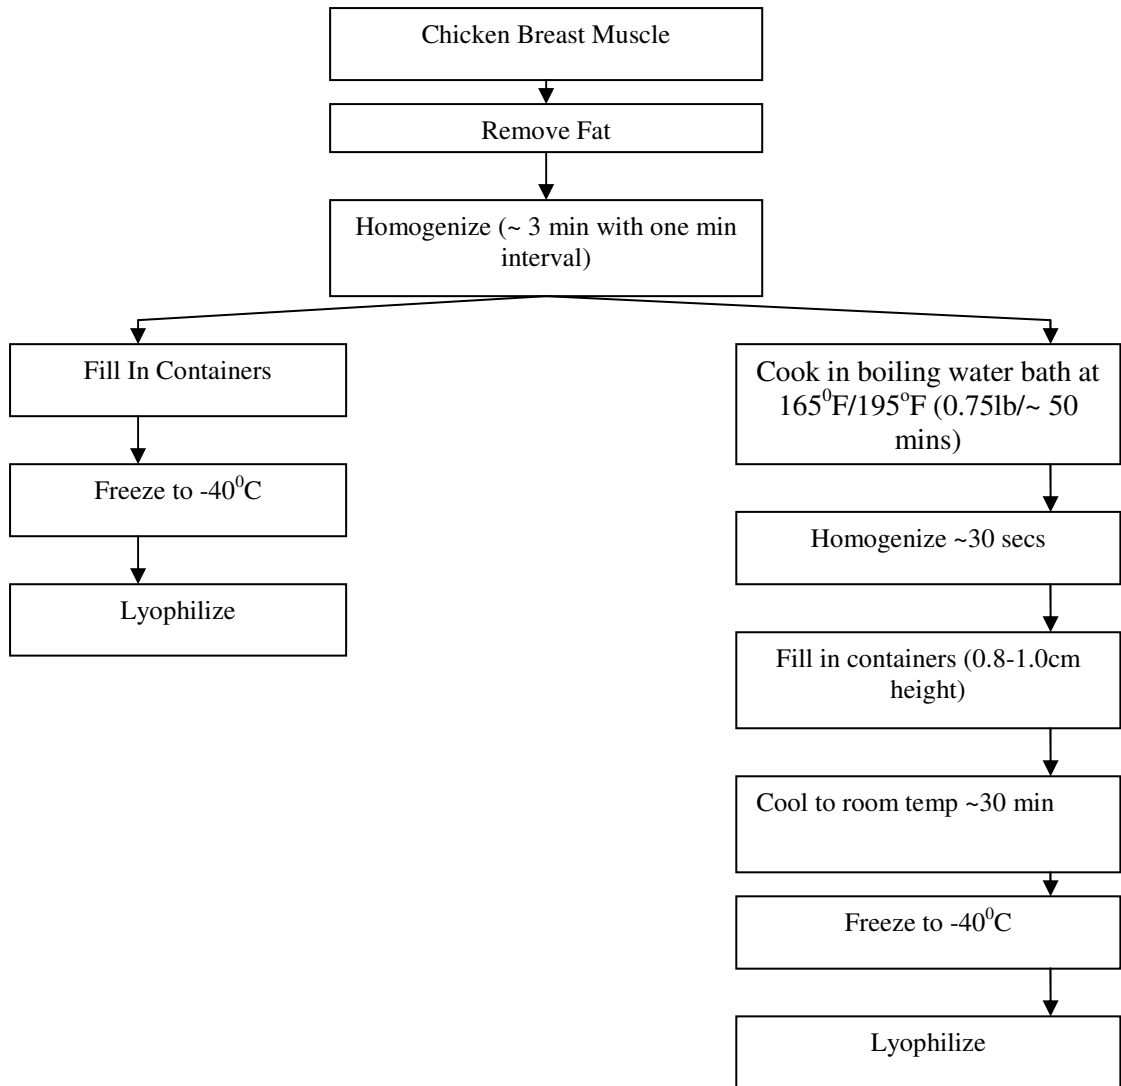 Chicken Breast Muscle
Remove Fat
Homogenize (~ 3 min with one min
interval)
Fill In Containers
Freeze to -40⁰C
Lyophilize
Cook in boiling water bath at
165⁰F/195ᵒF (0.75lb/~ 50
mins)
Homogenize ~30 secs
Fill in containers (0.8-1.0cm
height)
Cool to room temp ~30 min
Freeze to -40⁰C
Lyophilize